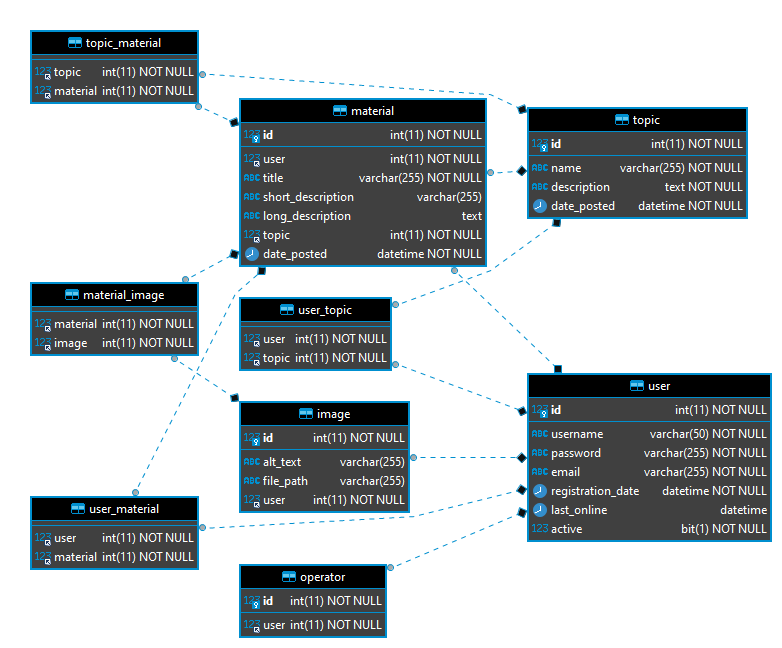 topic_material
123 topic int(11) NOT NULL
123 material int(11) NOT NULL
material
123 id int(11) NOT NULL
123 user int(11) NOT NULL
ABC title varchar(255) NOT NULL
ABC short_description varchar(255)
ABC long_description text
123 topic int(11) NOT NULL
date_posted datetime NOT NULL
topic
123 id int(11) NOT NULL
ABC name varchar(255) NOT NULL
ABC description text NOT NULL
date_posted datetime NOT NULL
material_image
123 material int(11) NOT NULL
123 image int(11) NOT NULL
user_topic
123 user int(11) NOT NULL
123 topic int(11) NOT NULL
image
123 id int(11) NOT NULL
ABC alt_text varchar(255)
ABC file_path varchar(255)
123 user int(11) NOT NULL
user
123 id int(11) NOT NULL
ABC username varchar(50) NOT NULL
ABC password varchar(255) NOT NULL
ABC email varchar(255) NOT NULL
registration_date datetime NOT NULL
last_online datetime
123 active bit(1) NOT NULL
user_material
123 user int(11) NOT NULL
123 material int(11) NOT NULL
operator
123 id int(11) NOT NULL
123 user int(11) NOT NULL